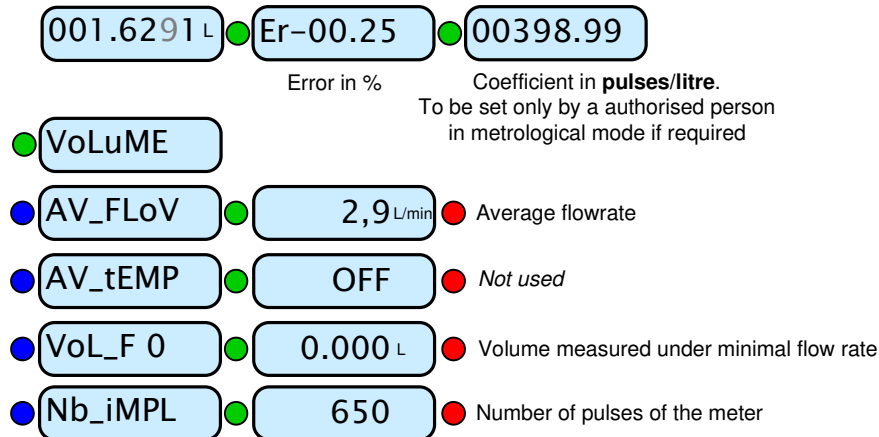 001.6291 L Er-00.25 00398.99
Error in %
Coefficient in pulses/litre.
To be set only by a authorised person
in metrological mode if required
VoLuME
AV_FLoV 2,9 L/min Average flowrate
AV_tEMP OFF Not used
VoL_F 0 0.000 L Volume measured under minimal flow rate
Nb_iMPL 650 Number of pulses of the meter